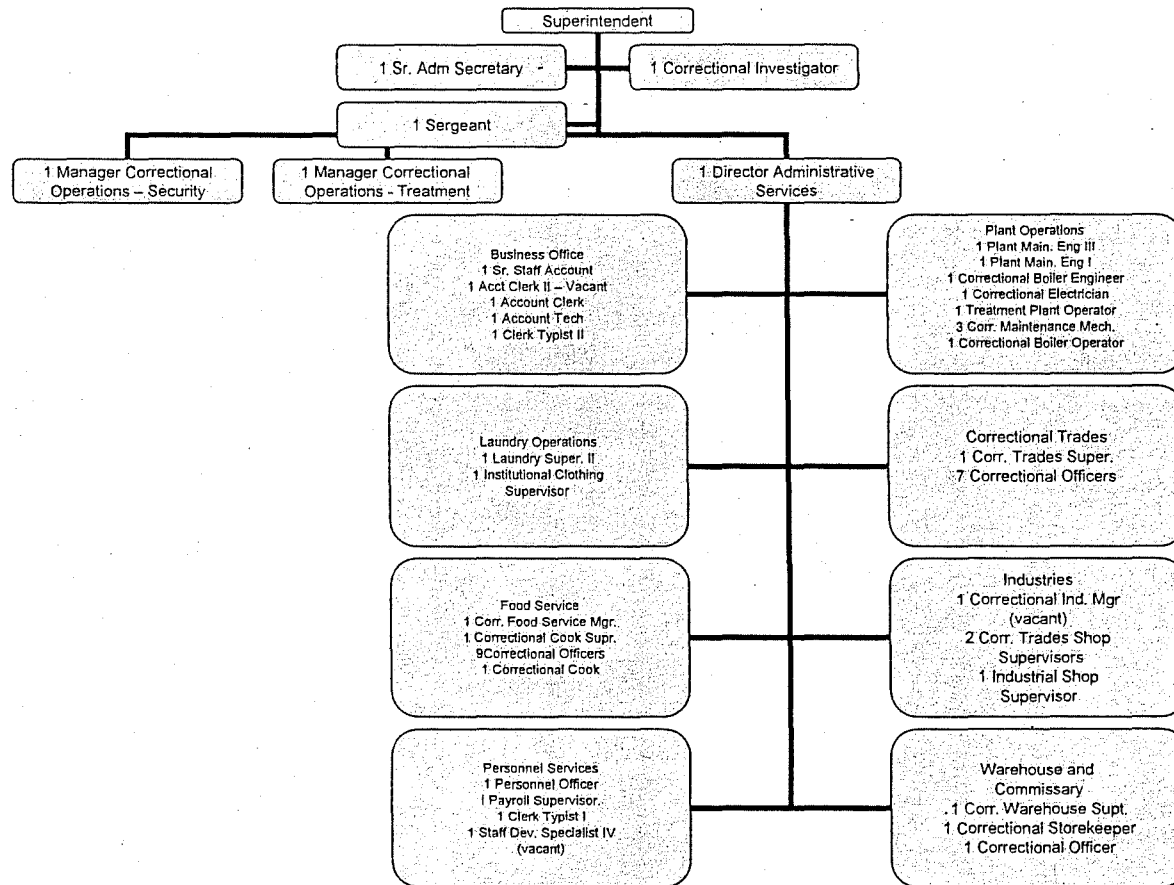 Superintendent
1 Sr. Adm Secretary
1 Correctional Investigator
1 Sergeant
1 Manager Correctional
Operations – Security
1 Manager Correctional
Operations - Treatment
1 Director Administrative
Services
Business Office
1 Sr. Staff Account
1 Acct Clerk II – Vacant
1 Account Clerk
1 Account Tech
1 Clerk Typist II
Plant Operations
1 Plant Main. Eng III
1 Plant Main. Eng I
1 Correctional Boiler Engineer
1 Correctional Electrician
1 Treatment Plant Operator
3 Corr. Maintenance Mech.
1 Correctional Boiler Operator
Laundry Operations
1 Laundry Super. II
1 Institutional Clothing
Supervisor
Correctional Trades
1 Corr. Trades Super.
7 Correctional Officers
Food Service
1 Corr. Food Service Mgr.
1 Correctional Cook Supr.
9Correctional Officers
1 Correctional Cook
Industries
1 Correctional Ind. Mgr
(vacant)
2 Corr. Trades Shop
Supervisors
1 Industrial Shop
Supervisor
Personnel Services
1 Personnel Officer
1 Payroll Supervisor.
1 Clerk Typist I
1 Staff Dev. Specialist IV
(vacant)
Warehouse and
Commissary
1 Corr. Warehouse Supt.
1 Correctional Storekeeper
1 Correctional Officer